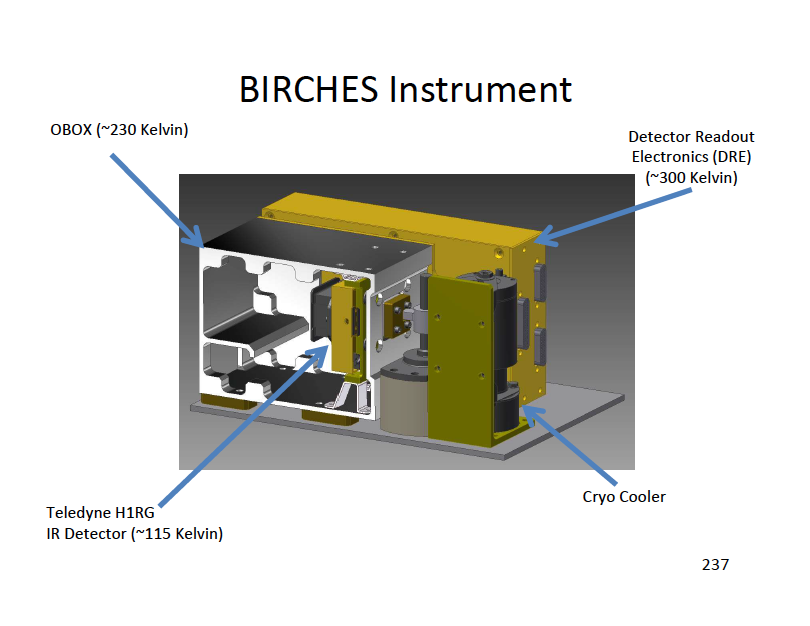 BIRCHES Instrument
OBOX (~230 Kelvin)
Detector Readout
Electronics (DRE)
(~300 Kelvin)
Cryo Cooler
Teledyne H1RG
IR Detector (~115 Kelvin)
237